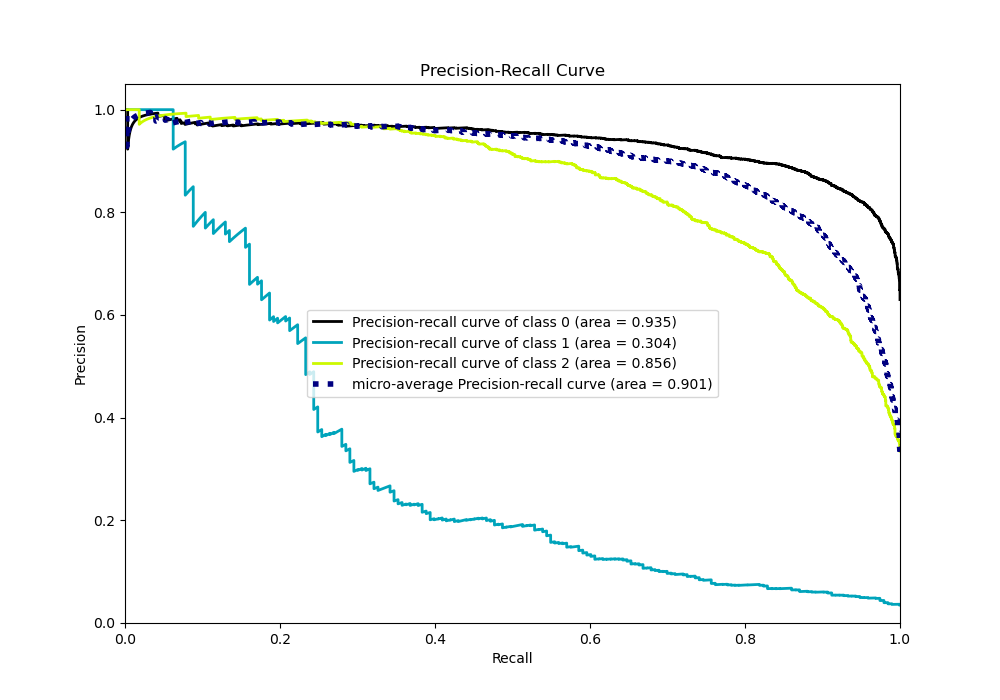 Precision-Recall Curve
Precision
1.0
0.8
0.6
0.4
0.2
0.0
Precision-recall curve of class 0 (area = 0.935)
Precision-recall curve of class 1 (area = 0.304)
Precision-recall curve of class 2 (area = 0.856)
micro-average Precision-recall curve (area = 0.901)
0.0 0.2 0.4 0.6 0.8 1.0
Recall